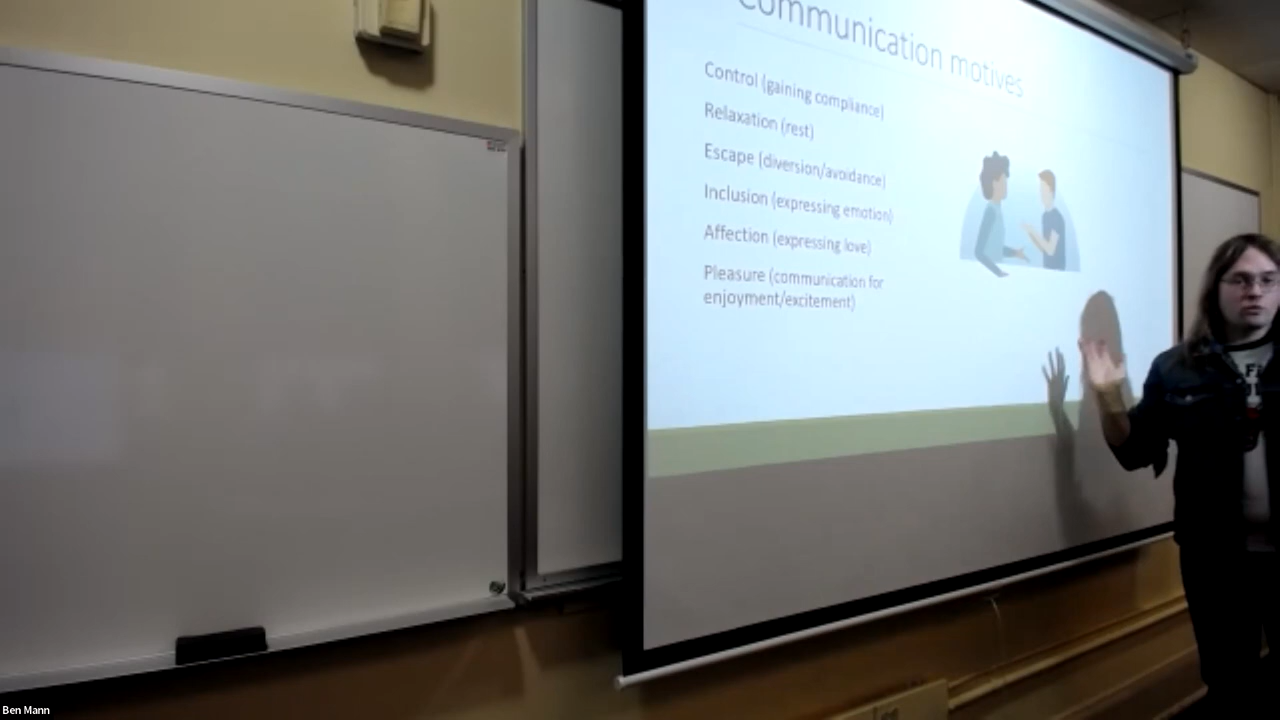 Communication motives
Control (gaining compliance)
Relaxation (rest)
Escape (diversion/avoidance)
Inclusion (expressing emotion)
Affection (expressing love)
Pleasure (communication for
enjoyment/excitement)
Ben Mann